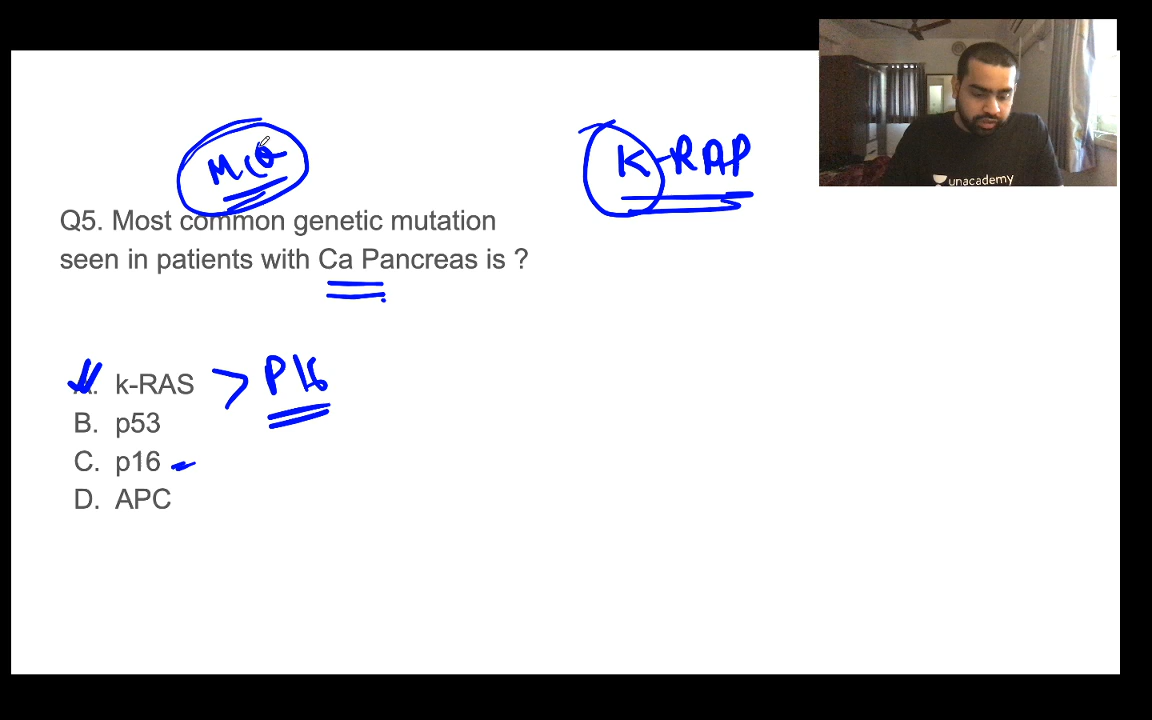 MCQ
K-RAP
unacademy
Q5. Most common genetic mutation
seen in patients with Ca Pancreas is ?
A. k-RAS > P16
B. p53
C. p16
D. APC